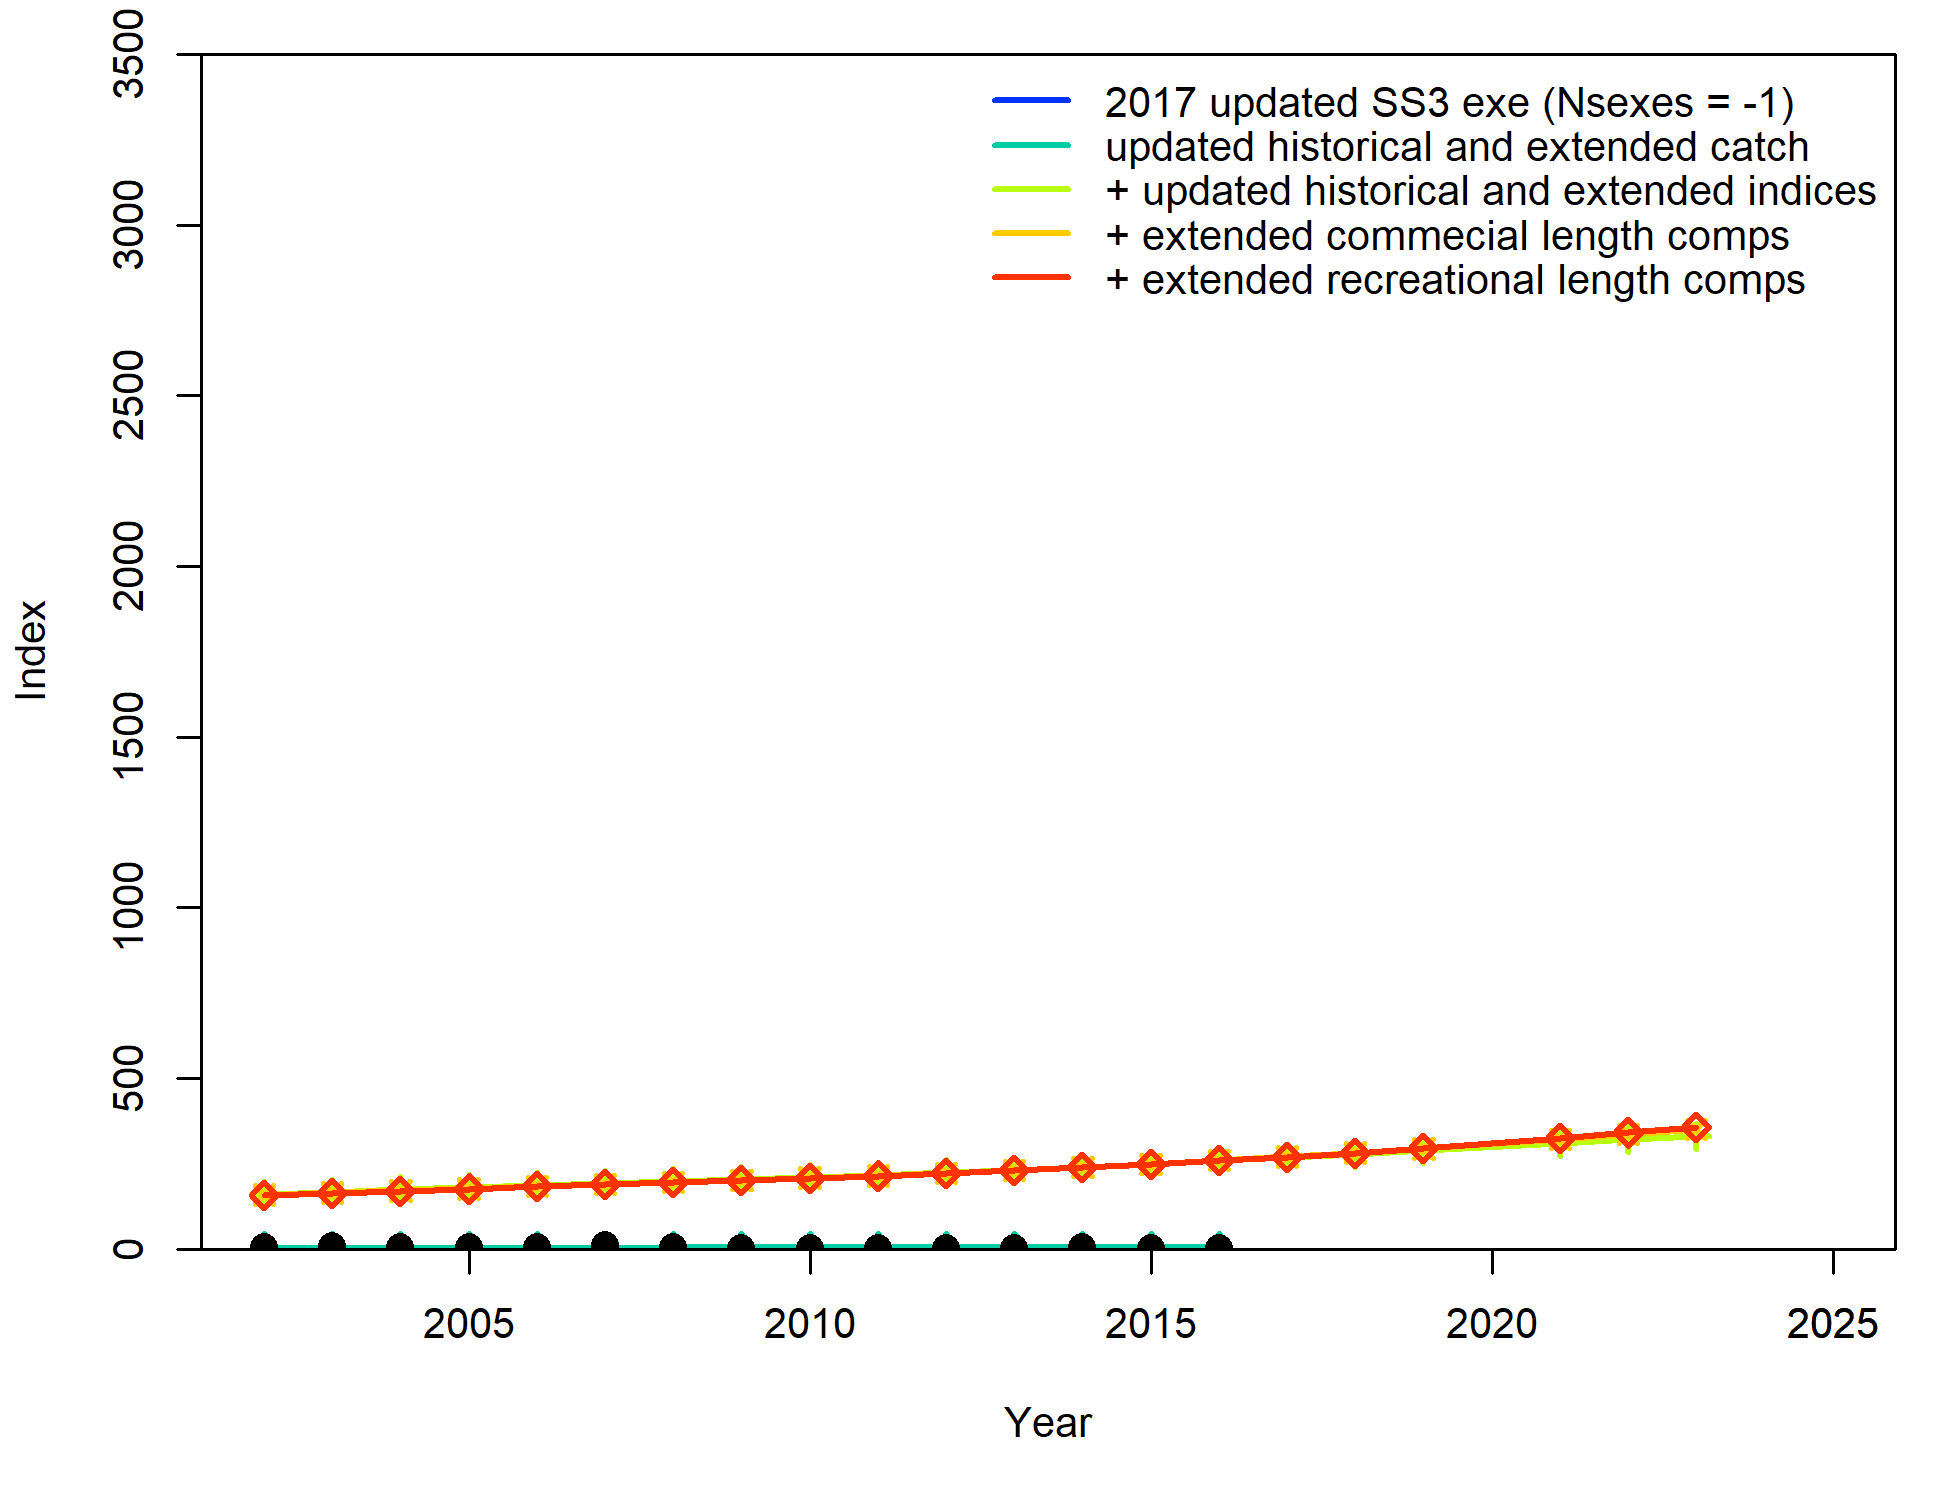 3500
3000
2500
2000
1500
1000
500
0
Index
2017 updated SS3 exe (Nsexes = -1)
updated historical and extended catch
+ updated historical and extended indices
+ extended commecial length comps
+ extended recreational length comps
2005 2010 2015 2020 2025
Year